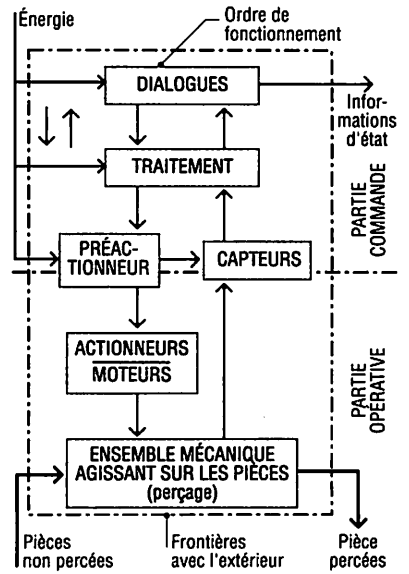 Énergie
Ordre de
fonctionnement
DIALOGUES
Infor-
mations
d'état
TRAITEMENT
PARTIE
COMMANDE
PRÉAC-
TIONNEUR
CAPTEURS
ACTIONNEURS
MOTEURS
PARTIE
OPÉRATIVE
ENSEMBLE MÉCANIQUE
AGISSANT SUR LES PIÈCES
(perçage)
Pièces
non percées
Frontières
avec l'extérieur
Pièce
percées